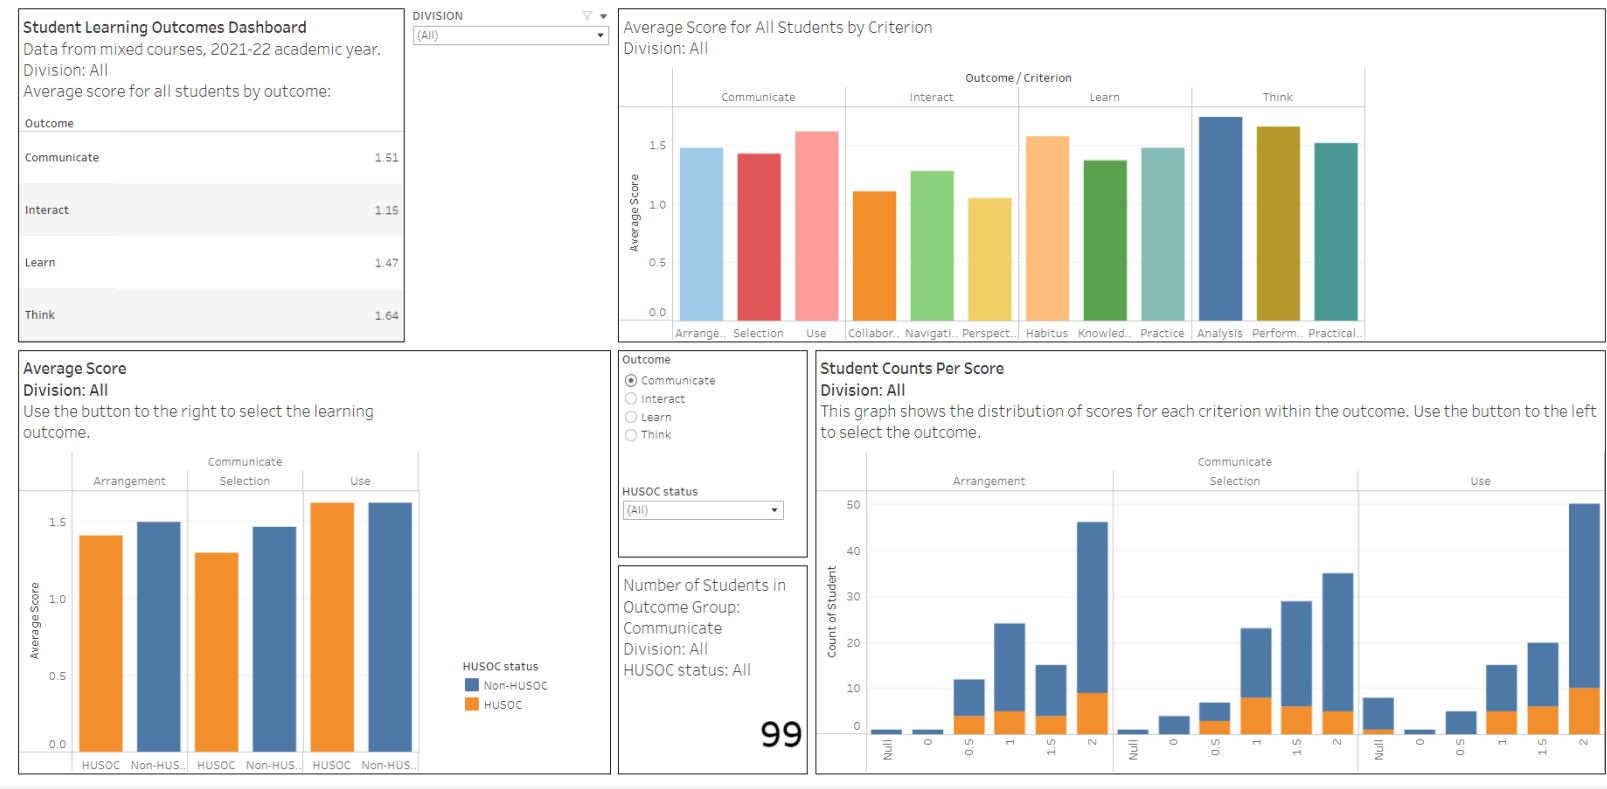 Student Learning Outcomes Dashboard
Data from mixed courses, 2021-22 academic year.
Division: All
Average score for all students by outcome:
Outcome
Communicate 1.51
Interact 1.15
Learn 1.47
Think 1.64
DIVISION
(All)
Average Score for All Students by Criterion
Division: All
Outcome / Criterion
Communicate Interact Learn Think
Average Score
1.5
1.0
0.5
0.0
Arrange.. Selection Use Collabor.. Navigati.. Perspect.. Habitus Knowled.. Practice Analysis Perform.. Practical..
Average Score
Division: All
Use the button to the right to select the learning
outcome.
Communicate
Arrangement Selection Use
Average Score
1.5
1.0
0.5
0.0
HUSOC Non-HUS.. HUSOC Non-HUS.. HUSOC Non-HUS..
HUSOC status
Non-HUSOC
HUSOC
Outcome
Communicate
Interact
Learn
Think
HUSOC status
(All)
Number of Students in
Outcome Group:
Communicate
Division: All
HUSOC status: All
99
Student Counts Per Score
Division: All
This graph shows the distribution of scores for each criterion within the outcome. Use the button to the left
to select the outcome.
Communicate
Arrangement Selection Use
Count of Student
50
40
30
20
10
0
Null 0 0.5 1 1.5 2 Null 0 0.5 1 1.5 2 Null 0 0.5 1 1.5 2